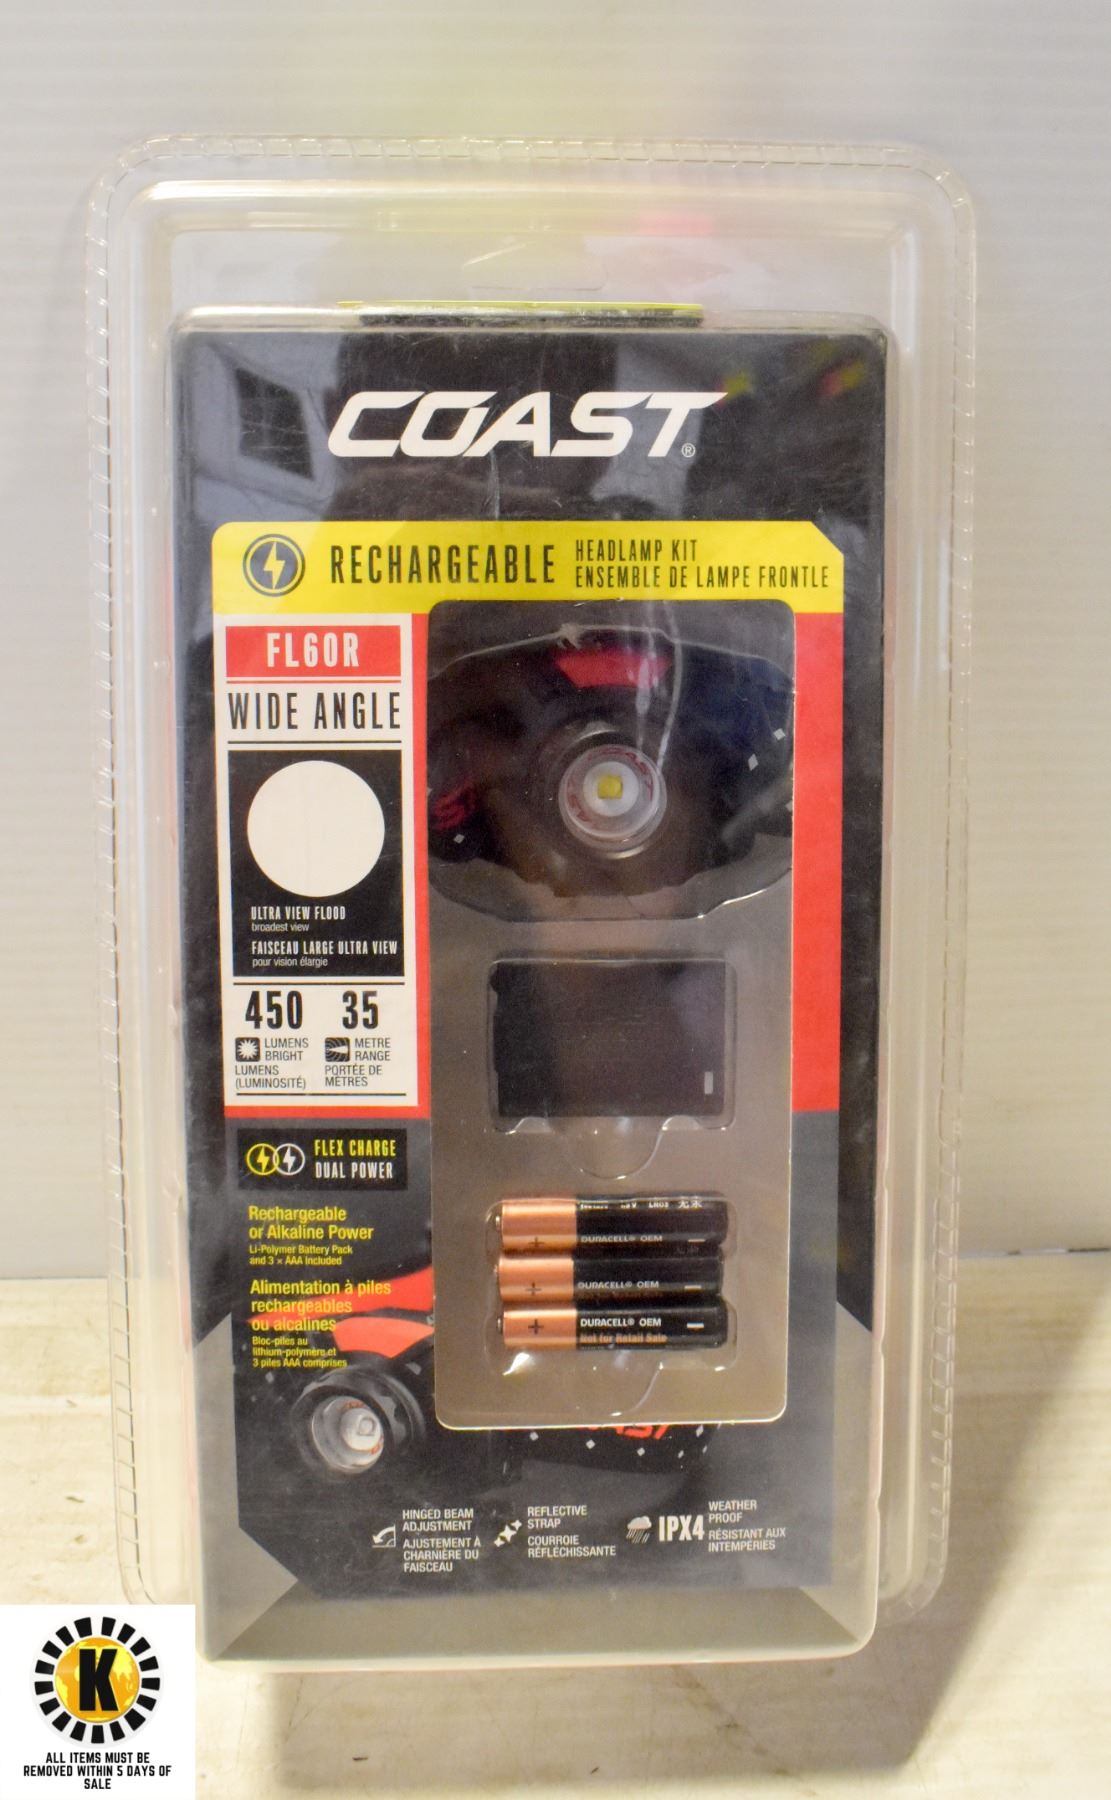 COAST®
RECHARGEABLE
HEADLAMP KIT
ENSEMBLE DE LAMPE FRONTLE
FL60R
WIDE ANGLE
ULTRA VIEW FLOOD
broadest view
FAISCEAU LARGE ULTRA VIEW
pour vision élargie
450
LUMENS
BRIGHT
LUMENS
(LUMINOSITÉ)
35
METRE
RANGE
PORTÉE DE
MÈTRES
FLEX CHARGE
DUAL POWER
Rechargeable
or Alkaline Power
Li-Polymer Battery Pack
and 3 × AAA Included
Alimentation à piles
rechargeables
ou alcalines
Bloc-piles au
lithium-polymère et
3 piles AAA comprises
LR03
+ DURACELL® OEM
+ DURACELL® OEM
+ DURACELL® OEM
Not for Retail Sale
HINGED BEAM
ADJUSTMENT
AJUSTEMENT À
CHARNIÈRE DU
FAISCEAU
REFLECTIVE
STRAP
COURROIE
RÉFLÉCHISSANTE
IPX4
WEATHER
PROOF
RÉSISTANT AUX
INTEMPÉRIES
K
ALL ITEMS MUST BE
REMOVED WITHIN 5 DAYS OF
SALE